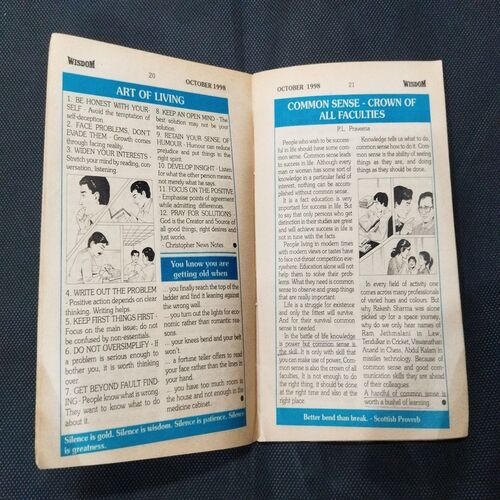 WISDOM
20
OCTOBER 1998
ART OF LIVING
1. BE HONEST WITH YOUR-
SELF - Avoid the temptation of
self-deception.
2. FACE PROBLEMS, DON'T
EVADE THEM - Growth comes
through facing reality.
3. WIDEN YOUR INTERESTS -
Stretch your mind by reading, con-
versation, listening.
4. WRITE OUT THE PROBLEM
- Positive action depends on clear
thinking. Writing helps.
5. KEEP FIRST THINGS FIRST -
Focus on the main issue; do not
be confused by non-essentials.
6. DO NOT OVERSIMPLIFY - If
a problem is serious enough to
bother you, it is serious enough to
think over.
7. GET BEYOND FAULT FIND-
ING - People know what is wrong.
They want to know what to do
about it.
8. KEEP AN OPEN MIND - The
best solution may not be your
solution.
9. RETAIN YOUR SENSE OF
HUMOUR - Humour can reduce
prejudice and put things in the
right spirit.
10. DEVELOP INSIGHT - Listen
for what the other person means,
not merely what he says.
11. FOCUS ON THE POSITIVE
- Emphasise points of agreement
while admitting differences.
12. PRAY FOR SOLUTIONS -
God is the Creator and Source of
all good things, right desires and
just works.
- Christopher News Notes.
You know you are
getting old when
... you finally reach the top of the
ladder and find it leaning against
the wrong wall.
... you turn out the lights for eco-
nomic rather than romantic rea-
sons.
... your knees bend and your belt
won't.
... a fortune teller offers to read
your face rather than the lines in
your hand.
... you have too much room in
the house and not enough in the
medicine cabinet.
Silence is gold. Silence is wisdom. Silence is patience. Silence
is greatness.
OCTOBER 1998
21
WISDOM
COMMON SENSE - CROWN OF
ALL FACULTIES
P.L. Praveena
People who wish to be success-
ful in life should have some com-
mon sense. Common sense leads
to success in life. Although every
man or woman has some sort of
knowledge in a particular field of
interest, nothing can be accom-
plished without common sense.
It is a fact education is very
important for success in life. But
to say that only persons who get
distinction in their studies are great
and will achieve success in life is
not in tune with the facts.
People living in modern times
with modern views or tastes have
to face cut-throat competition ev-
erywhere. Education alone will not
help them to solve their prob-
lems. What they need is common
sense to observe and grasp things
that are really important.
Life is a struggle for existence
and only the fittest will survive.
And for their survival common
sense is needed.
In the battle of life knowledge
is power but common sense is
the skill. It is only with skill that
you can make use of power. Com-
mon sense is also the crown of all
faculties. It is not enough to do
the right thing, it should be done
at the right time and also at the
right place.
Knowledge tells us what to do,
common sense how to do it. Com-
mon sense is the ability of seeing
things as they are, and doing
things as they should be done.
In every field of activity one
comes across many professionals
of varied hues and colours. But
why Rakesh Sharma was alone
picked up for a space journey,
why do we only hear names of
Ram Jethmalani in Law,
Tendulkar in Cricket, Viswanathan
Anand in Chess, Abdul Kalam in
missiles technology. Because of
common sense and good com-
munication skills they are ahead
of their colleagues.
A handful of common sense is
worth a bushel of learning.
Better bend than break. - Scottish Proverb